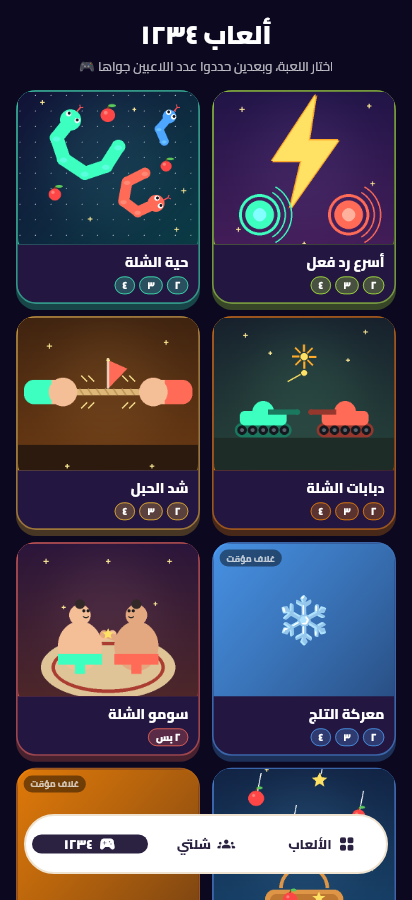 ألعاب ١٢٣٤
اختار اللعبة، وبعدين حددوا عدد اللاعبين جواها 🎮
أسرع رد فعل
٢ ٣ ٤
حية الشلة
٢ ٣ ٤
دبابات الشلة
٢ ٣ ٤
شد الحبل
٢ ٣ ٤
غلاف مؤقت
معركة التلج
٢ ٣ ٤
سومو الشلة
٢ بس
غلاف مؤقت
الألعاب
شلتي
١٢٣٤